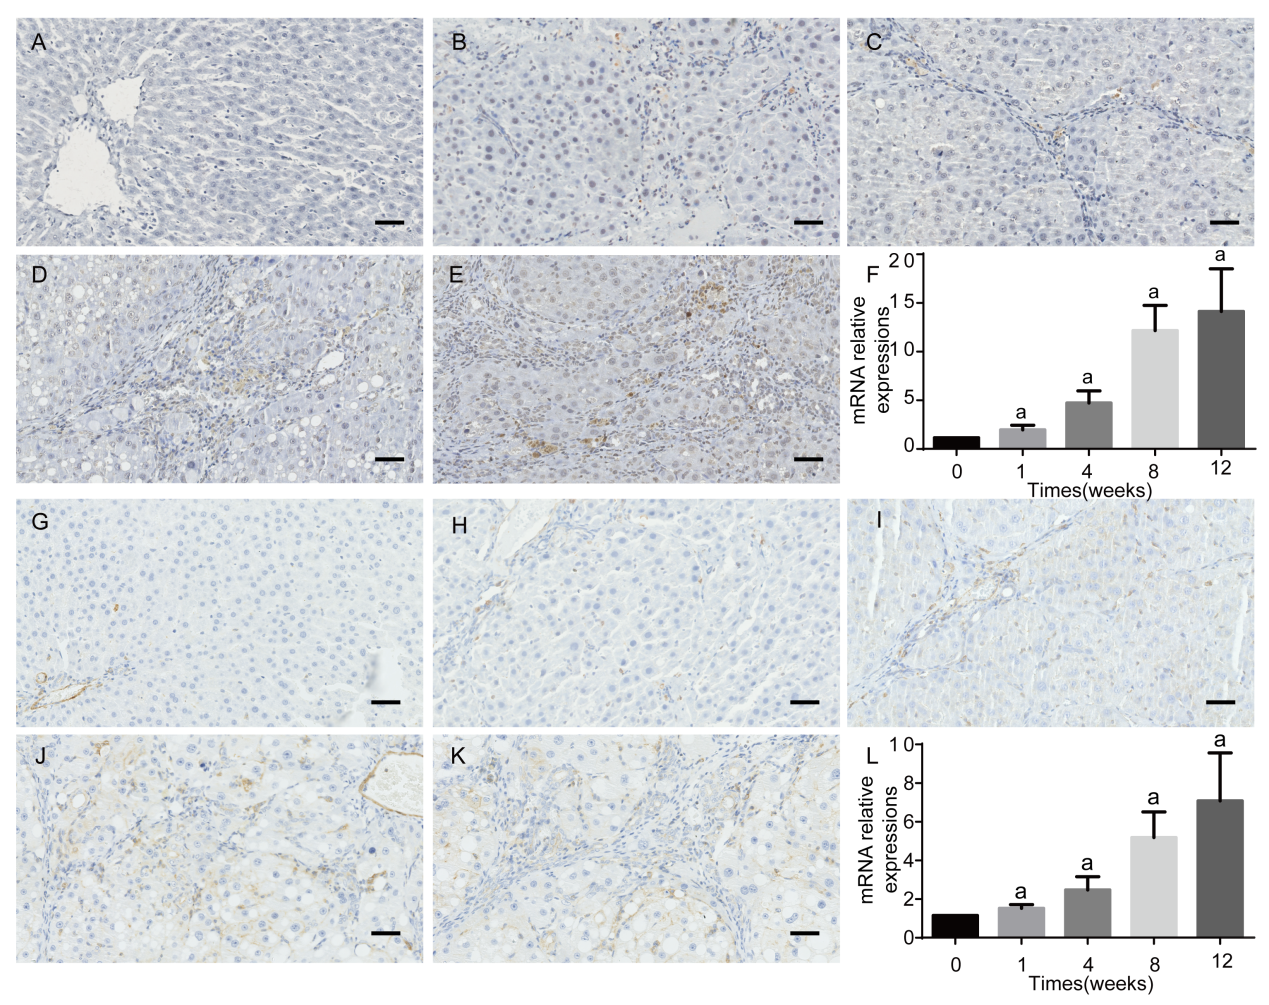 A
B
C
D
E
F
mRNA relative
expressions
20
15
10
5
0
a
a
a
a
0
1
4
8
12
Times(weeks)
G
H
I
J
K
L
mRNA relative
expressions
10
8
6
4
2
0
a
a
a
a
0
1
4
8
12
Times(weeks)